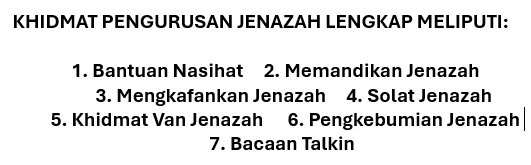 KHIDMAT PENGURUSAN JENAZAH LENGKAP MELIPUTI:
1. Bantuan Nasihat 2. Memandikan Jenazah
3. Mengkafankan Jenazah 4. Solat Jenazah
5. Khidmat Van Jenazah 6. Pengkebumian Jenazah
7. Bacaan Talkin